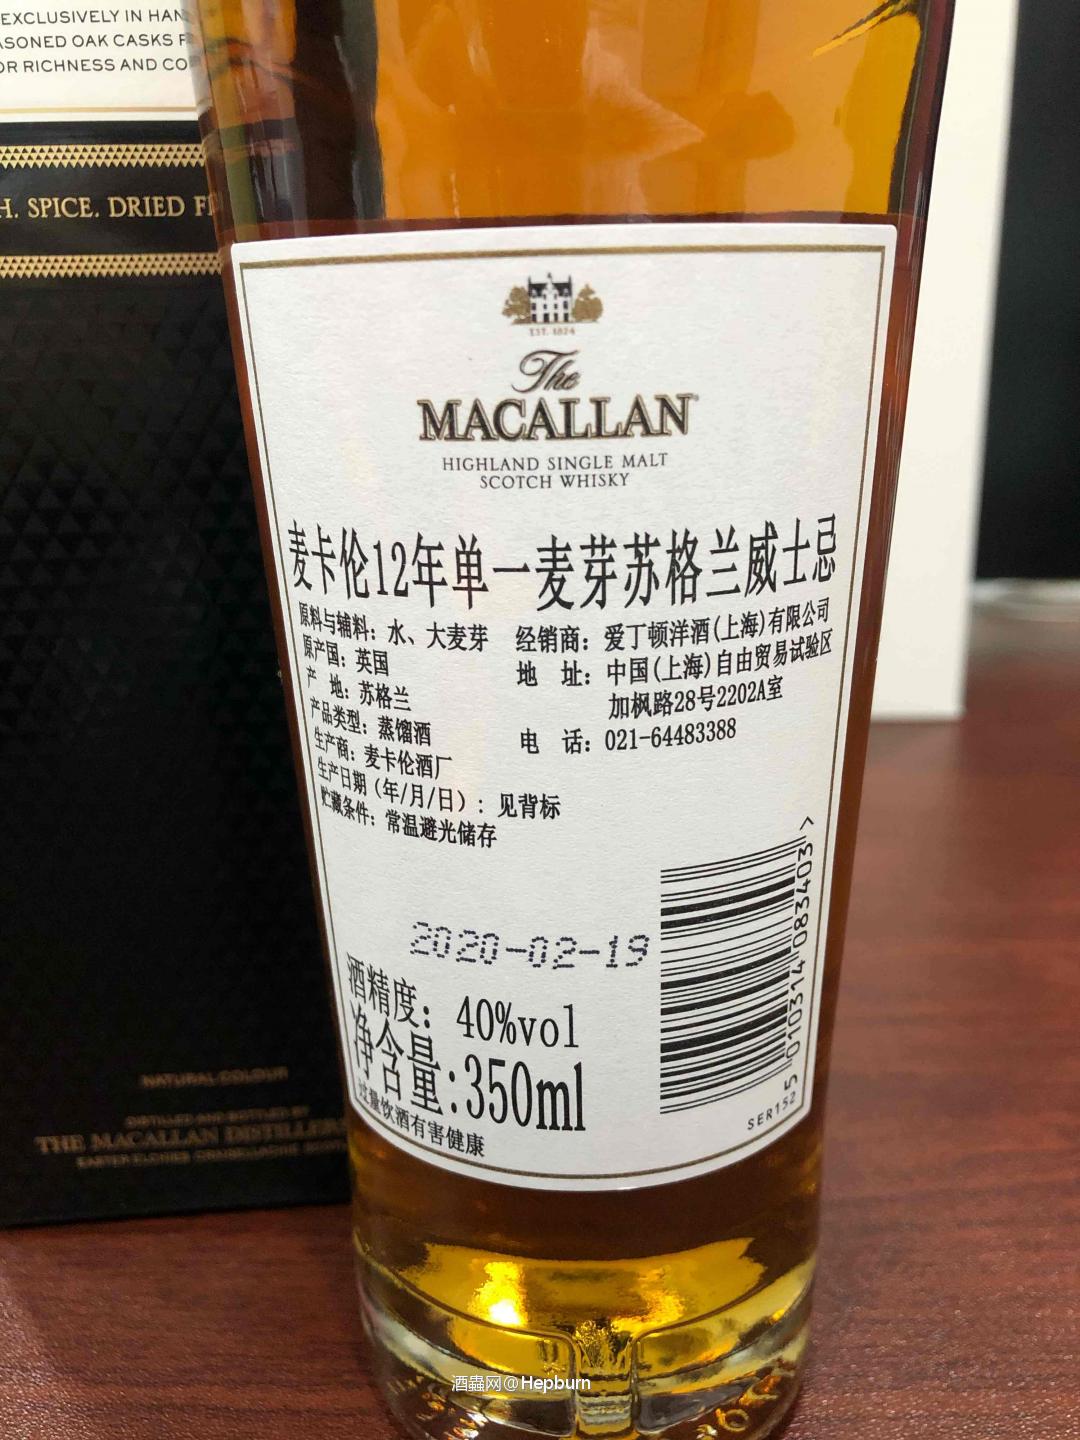 EXCLUSIVELY IN HAN
ASONED OAK CASKS F
OR RICHNESS AND CO
H. SPICE. DRIED F
NATURAL COLOUR
DISTILLED AND BOTTLED BY
THE MACALLAN DISTILLE
EST. 1824
The
MACALLAN
HIGHLAND SINGLE MALT
SCOTCH WHISKY
麦卡伦12年单一麦芽苏格兰威士忌
原料与辅料：水、大麦芽
原产国：英国
产 地：苏格兰
产品类型：蒸馏酒
生产商：麦卡伦酒厂
生产日期（年/月/日）：见背标
贮藏条件：常温避光储存
经销商：爱丁顿洋酒(上海)有限公司
地 址：中国(上海)自由贸易试验区
加枫路28号2202A室
电 话：021-64483388
2020-02-19
酒精度：40%vol
净含量:350ml
过量饮酒有害健康
5 010314 083403 >
SER152
酒蟲网@Hepburn